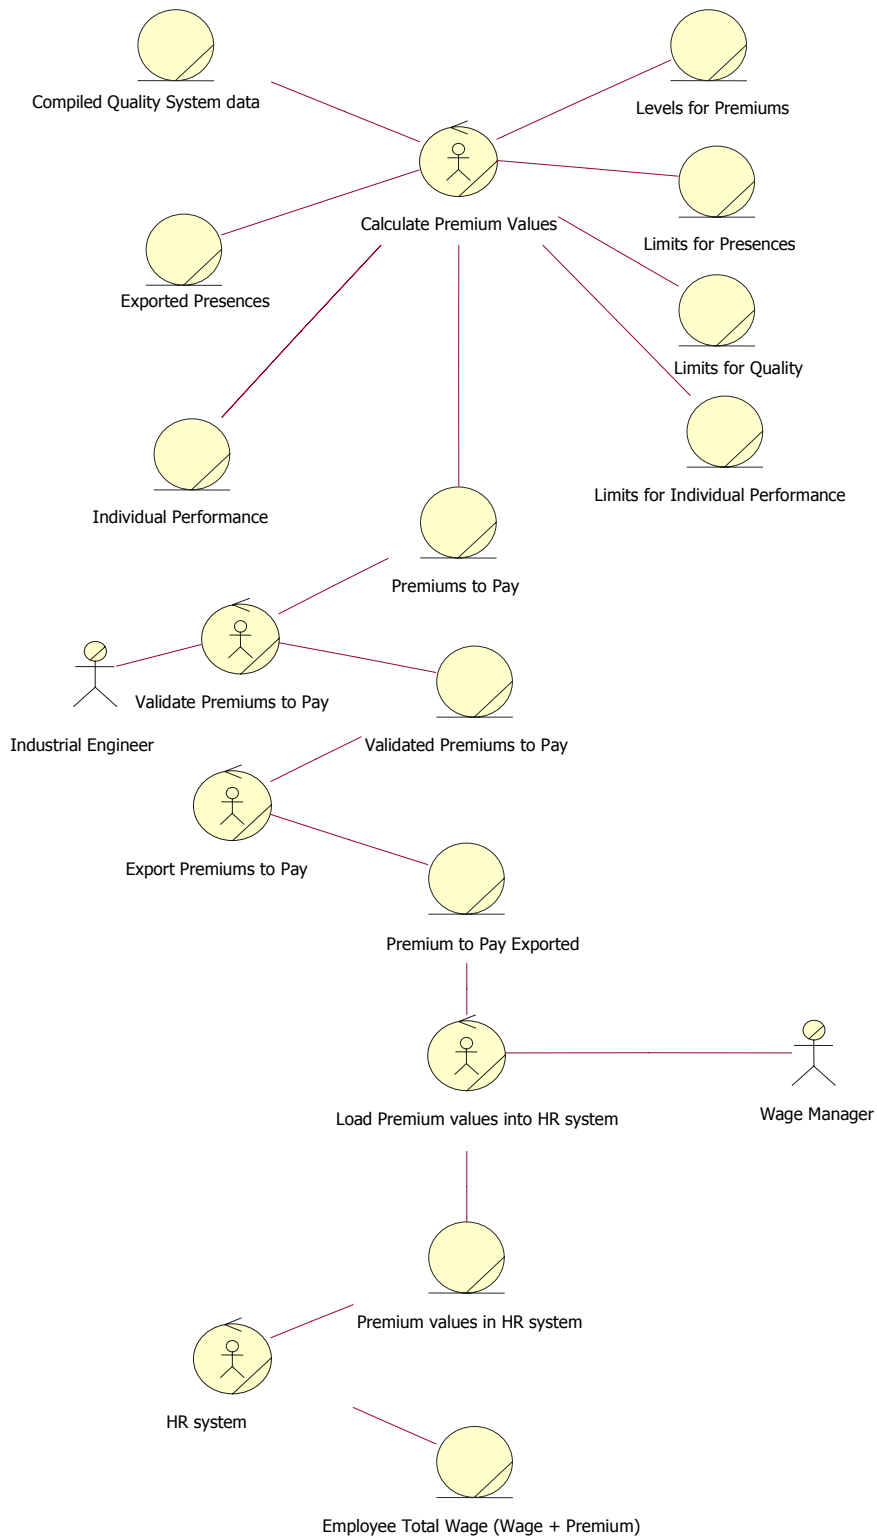 Compiled Quality System data
Levels for Premiums
Calculate Premium Values
Limits for Presences
Exported Presences
Limits for Quality
Limits for Individual Performance
Individual Performance
Premiums to Pay
Validate Premiums to Pay
Industrial Engineer
Validated Premiums to Pay
Export Premiums to Pay
Premium to Pay Exported
Load Premium values into HR system
Wage Manager
Premium values in HR system
HR system
Employee Total Wage (Wage + Premium)